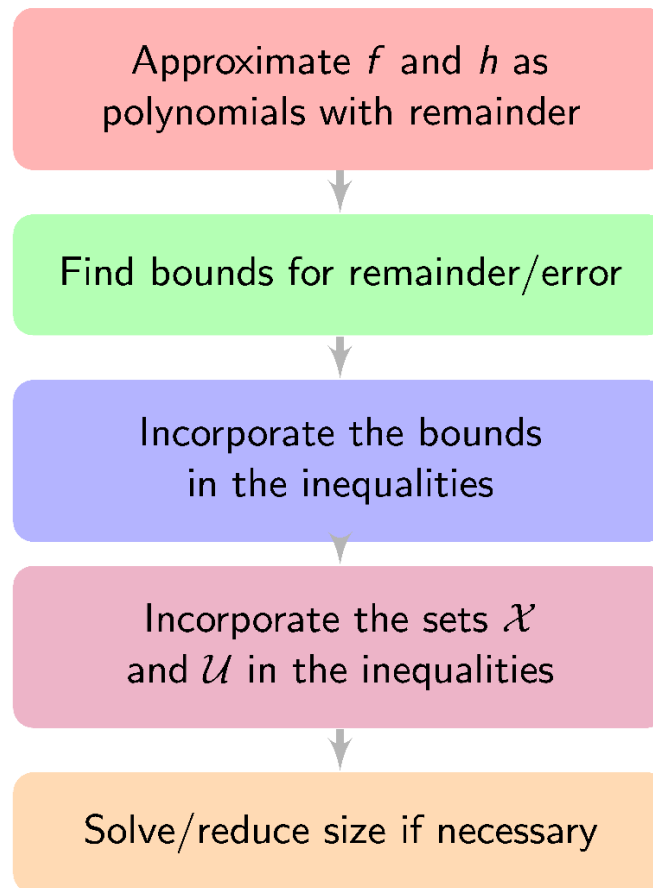 Approximate f and h as
polynomials with remainder
Find bounds for remainder/error
Incorporate the bounds
in the inequalities
Incorporate the sets 𝒳
and 𝒰 in the inequalities
Solve/reduce size if necessary